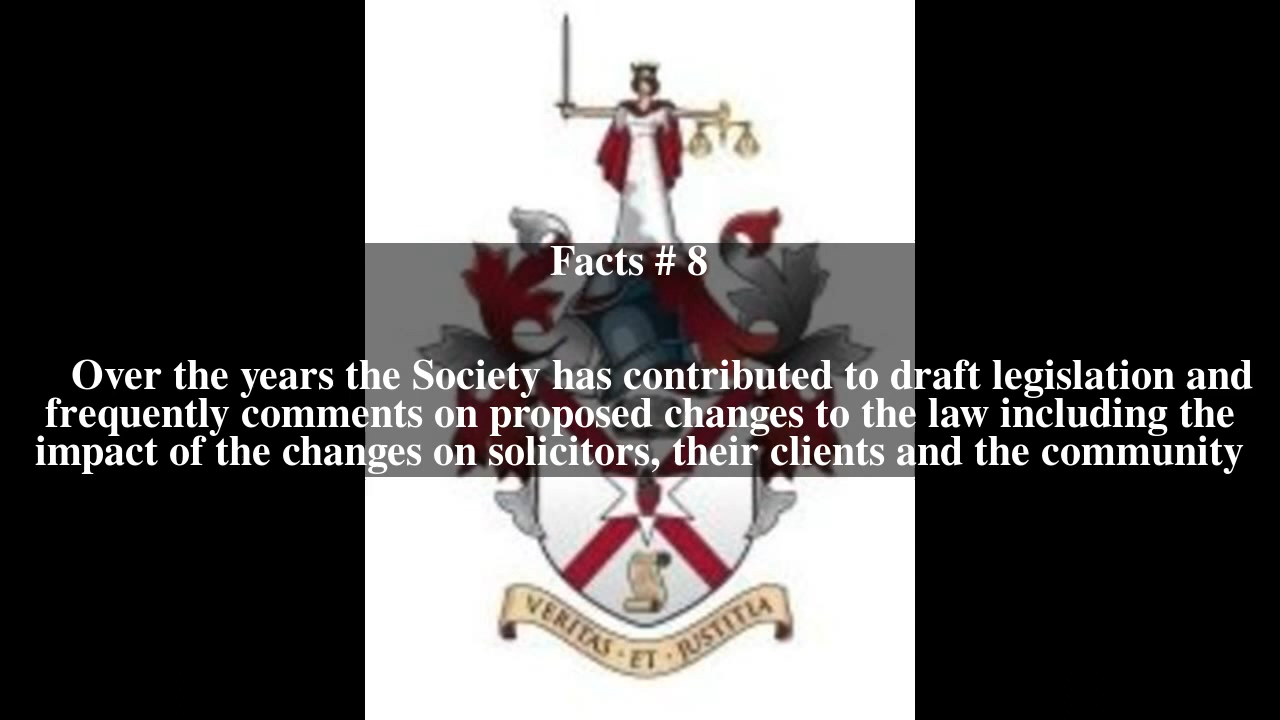 Facts # 8
Over the years the Society has contributed to draft legislation and
frequently comments on proposed changes to the law including the
impact of the changes on solicitors, their clients and the community
VERITAS · ET · JUSTITIA